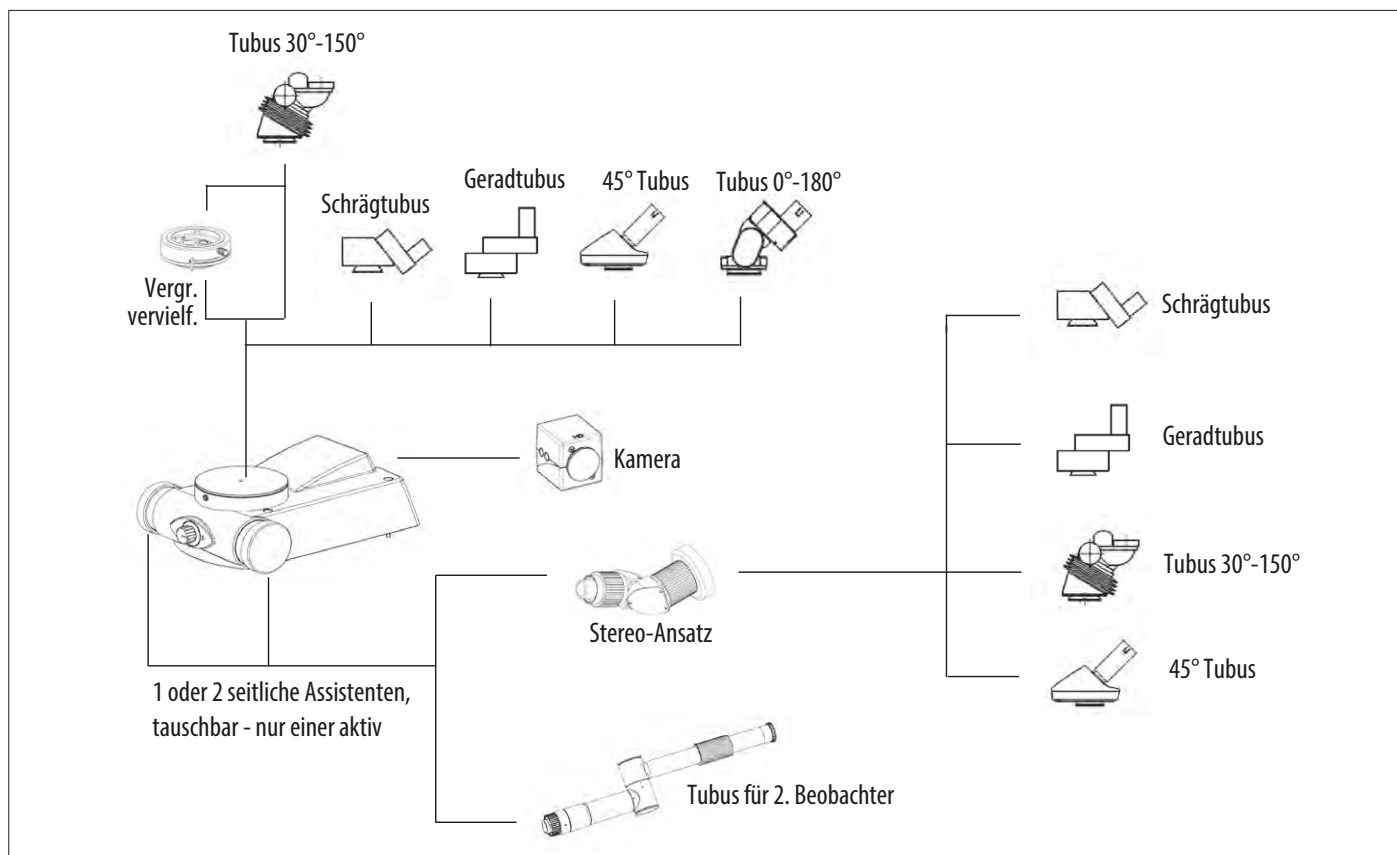 Tubus 30°-150°
Schrägtubus
Geradtubus
45° Tubus
Tubus 0°-180°
Vergr.
vervielf.
Kamera
Stereo-Ansatz
1 oder 2 seitliche Assistenten,
tauschbar - nur einer aktiv
Tubus für 2. Beobachter
Schrägtubus
Geradtubus
Tubus 30°-150°
45° Tubus